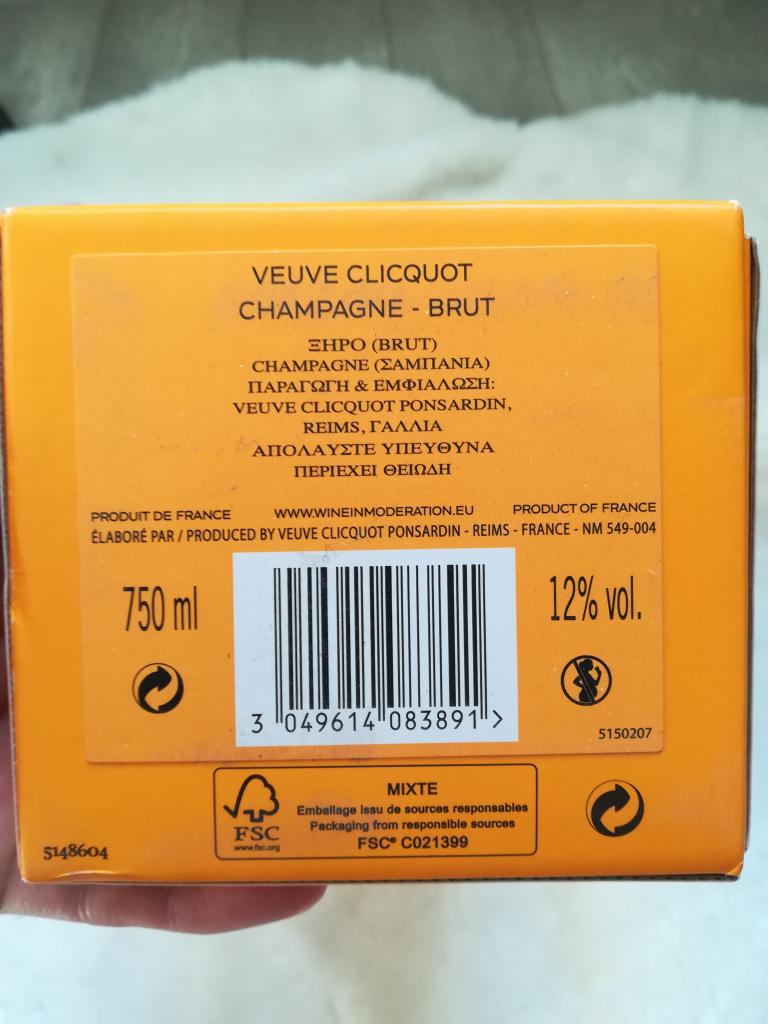 VEUVE CLICQUOT
CHAMPAGNE - BRUT
ΞΗΡΟ (BRUT)
CHAMPAGNE (ΣΑΜΠΑΝΙΑ)
ΠΑΡΑΓΩΓΗ & ΕΜΦΙΑΛΩΣΗ:
VEUVE CLICQUOT PONSARDIN,
REIMS, ΓΑΛΛΙΑ
ΑΠΟΛΑΥΣΤΕ ΥΠΕΥΘΥΝΑ
ΠΕΡΙΕΧΕΙ ΘΕΙΩΔΗ
PRODUIT DE FRANCE WWW.WINEINMODERATION.EU PRODUCT OF FRANCE
ÉLABORÉ PAR / PRODUCED BY VEUVE CLICQUOT PONSARDIN - REIMS - FRANCE - NM 549-004
750 ml
12% vol.
3 049614 083891 >
5150207
FSC
www.fsc.org
MIXTE
Emballage issu de sources responsables
Packaging from responsible sources
FSC® C021399
5148604